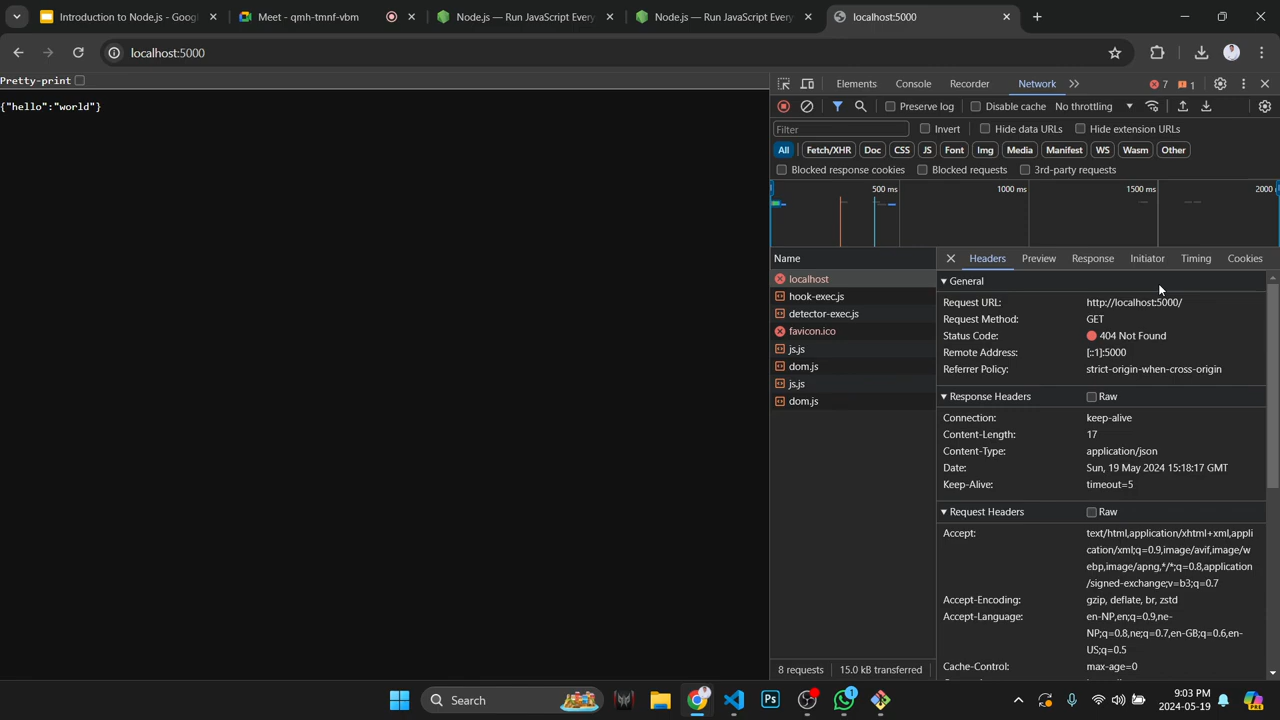 Introduction to Node.js - Googl
Meet - qmh-tmnf-vbm
Node.js — Run JavaScript Every
Node.js — Run JavaScript Every
localhost:5000
localhost:5000
Pretty-print
{"hello":"world"}
Elements
Console
Recorder
Network
7
1
Preserve log
Disable cache
No throttling
Filter
Invert
Hide data URLs
Hide extension URLs
All
Fetch/XHR
Doc
CSS
JS
Font
Img
Media
Manifest
WS
Wasm
Other
Blocked response cookies
Blocked requests
3rd-party requests
500 ms
1000 ms
1500 ms
2000
Name
localhost
hook-exec.js
detector-exec.js
favicon.ico
js.js
dom.js
js.js
dom.js
Headers
Preview
Response
Initiator
Timing
Cookies
General
Request URL: http://localhost:5000/
Request Method: GET
Status Code: 404 Not Found
Remote Address: [::1]:5000
Referrer Policy: strict-origin-when-cross-origin
Response Headers
Raw
Connection: keep-alive
Content-Length: 17
Content-Type: application/json
Date: Sun, 19 May 2024 15:18:17 GMT
Keep-Alive: timeout=5
Request Headers
Raw
Accept: text/html,application/xhtml+xml,appli
cation/xml;q=0.9,image/avif,image/w
ebp,image/apng,*/*;q=0.8,application
/signed-exchange;v=b3;q=0.7
Accept-Encoding: gzip, deflate, br, zstd
Accept-Language: en-NP,en;q=0.9,ne-
NP;q=0.8,ne;q=0.7,en-GB;q=0.6,en-
US;q=0.5
Cache-Control: max-age=0
8 requests
15.0 kB transferred
Search
Ps
1
9:03 PM
2024-05-19
PRE